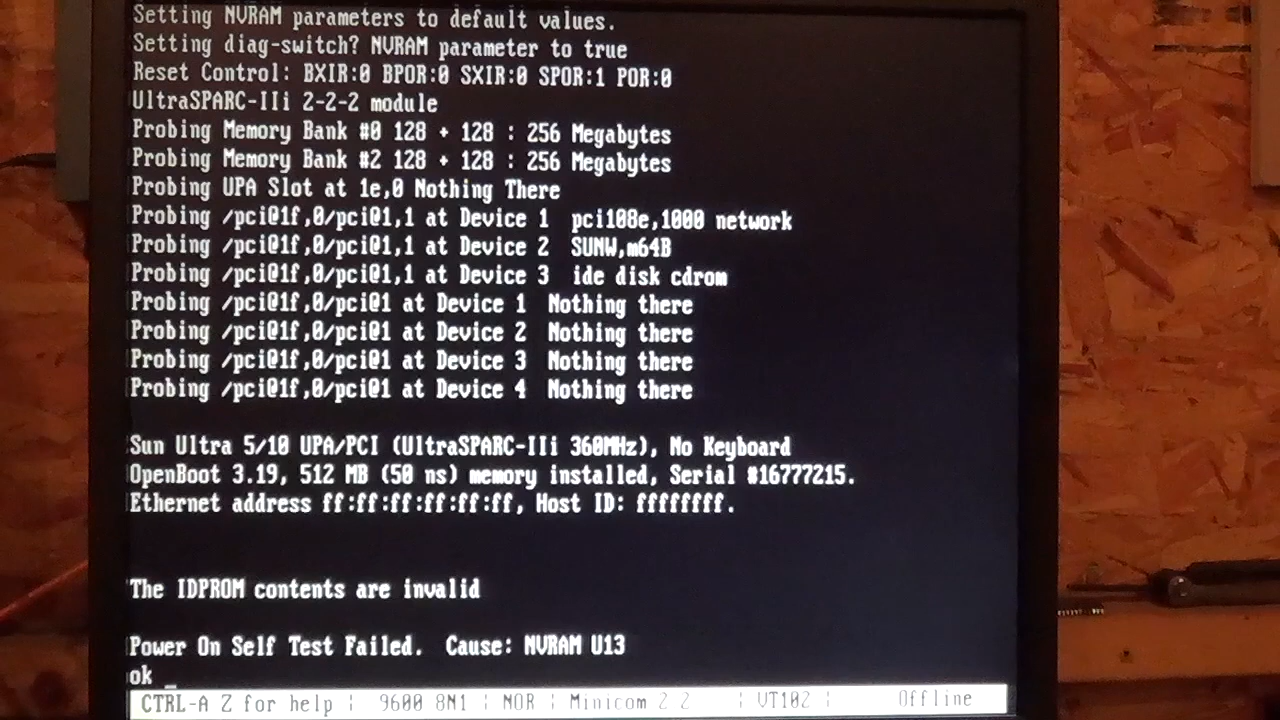 Setting NVRAM parameters to default values.
Setting diag-switch? NVRAM parameter to true
Reset Control: BXIR:0 BPOR:0 SXIR:0 SPOR:1 POR:0
UltraSPARC-IIi 2-2-2 module
Probing Memory Bank #0 128 + 128 : 256 Megabytes
Probing Memory Bank #2 128 + 128 : 256 Megabytes
Probing UPA Slot at 1e,0 Nothing There
Probing /pci@1f,0/pci@1,1 at Device 1  pci108e,1000 network
Probing /pci@1f,0/pci@1,1 at Device 2  SUNW,m64B
Probing /pci@1f,0/pci@1,1 at Device 3  ide disk cdrom
Probing /pci@1f,0/pci@1 at Device 1  Nothing there
Probing /pci@1f,0/pci@1 at Device 2  Nothing there
Probing /pci@1f,0/pci@1 at Device 3  Nothing there
Probing /pci@1f,0/pci@1 at Device 4  Nothing there
Sun Ultra 5/10 UPA/PCI (UltraSPARC-IIi 360MHz), No Keyboard
OpenBoot 3.19, 512 MB (50 ns) memory installed, Serial #16777215.
Ethernet address ff:ff:ff:ff:ff:ff, Host ID: ffffffff.
The IDPROM contents are invalid
Power On Self Test Failed.  Cause: NVRAM U13
ok _
CTRL-A Z for help | 9600 8N1 | NOR | Minicom 2 2 | VT102 | Offline